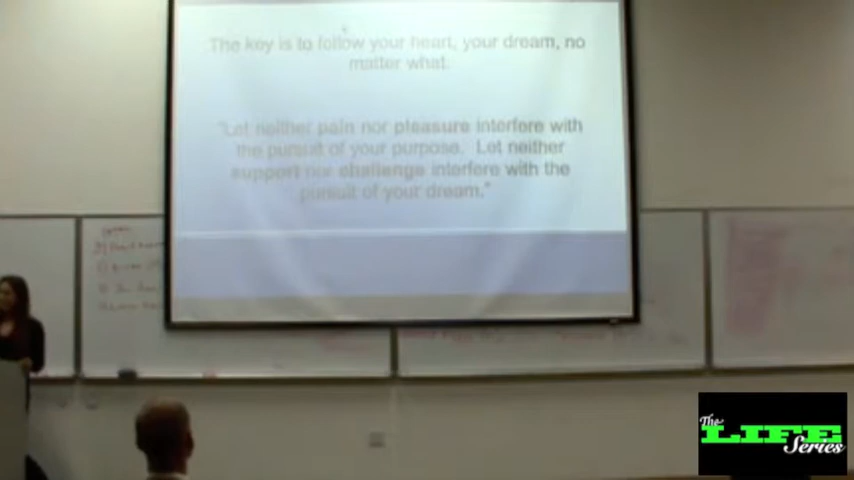 The key is to follow your heart, your dream, no
matter what.
"Let neither pain nor pleasure interfere with
the pursuit of your purpose. Let neither
support nor challenge interfere with the
pursuit of your dream."
The
LIFE
Series